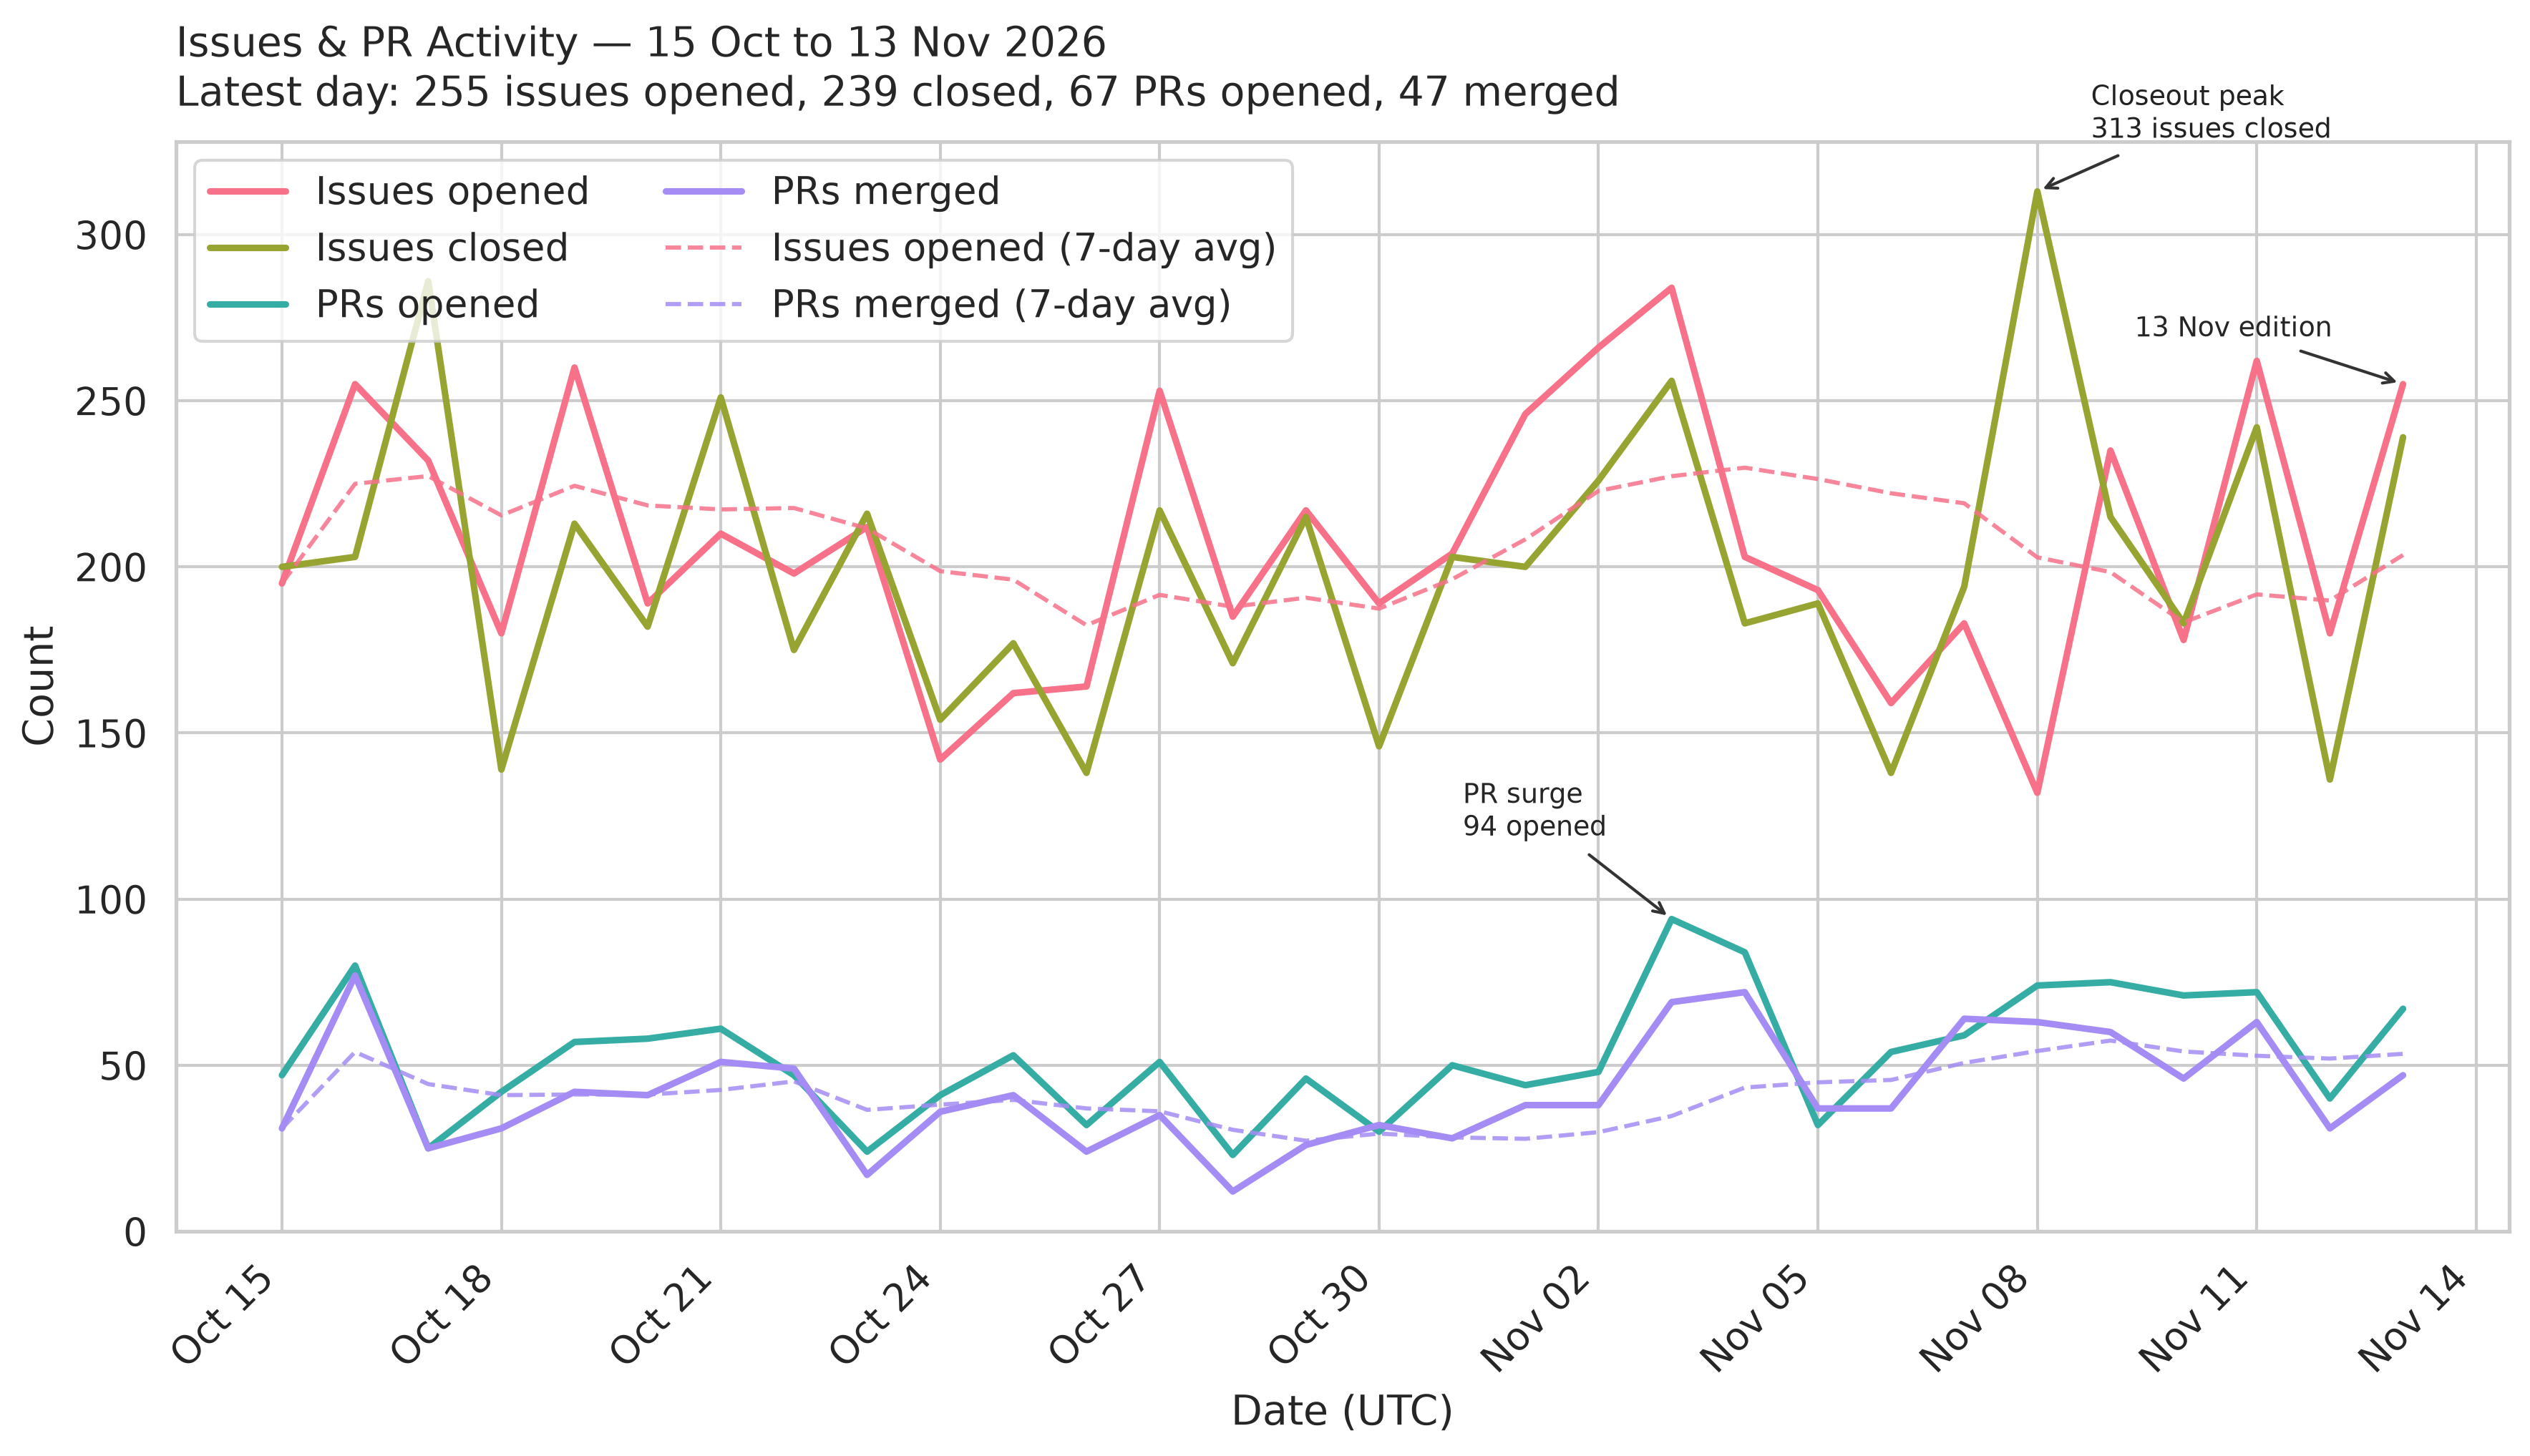 Issues & PR Activity — 15 Oct to 13 Nov 2026
Latest day: 255 issues opened, 239 closed, 67 PRs opened, 47 merged
Closeout peak
313 issues closed
Issues opened
Issues closed
PRs opened
PRs merged
Issues opened (7-day avg)
PRs merged (7-day avg)
13 Nov edition
PR surge
94 opened
Count
300
250
200
150
100
50
0
Oct 15
Oct 18
Oct 21
Oct 24
Oct 27
Oct 30
Nov 02
Nov 05
Nov 08
Nov 11
Nov 14
Date (UTC)